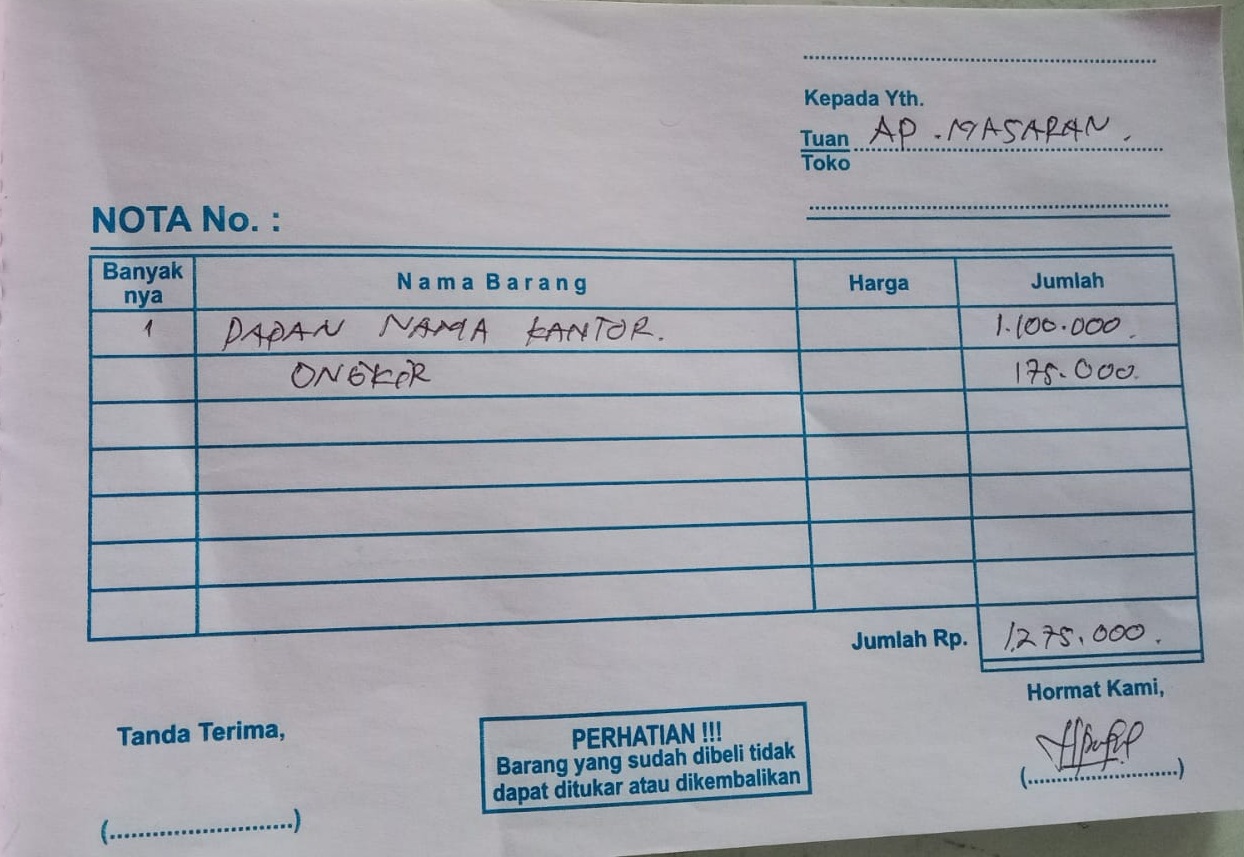 Kepada Yth.
Tuan AP. MASARAN.
Toko
NOTA No. :
Banyak nya Nama Barang Harga Jumlah
1 PAPAN NAMA KANTOR. 1.100.000.
ONGKIR 175.000.
Jumlah Rp. 1.275.000.
Hormat Kami,
Tanda Terima,
PERHATIAN !!!
Barang yang sudah dibeli tidak
dapat ditukar atau dikembalikan
(........................)
(........................)